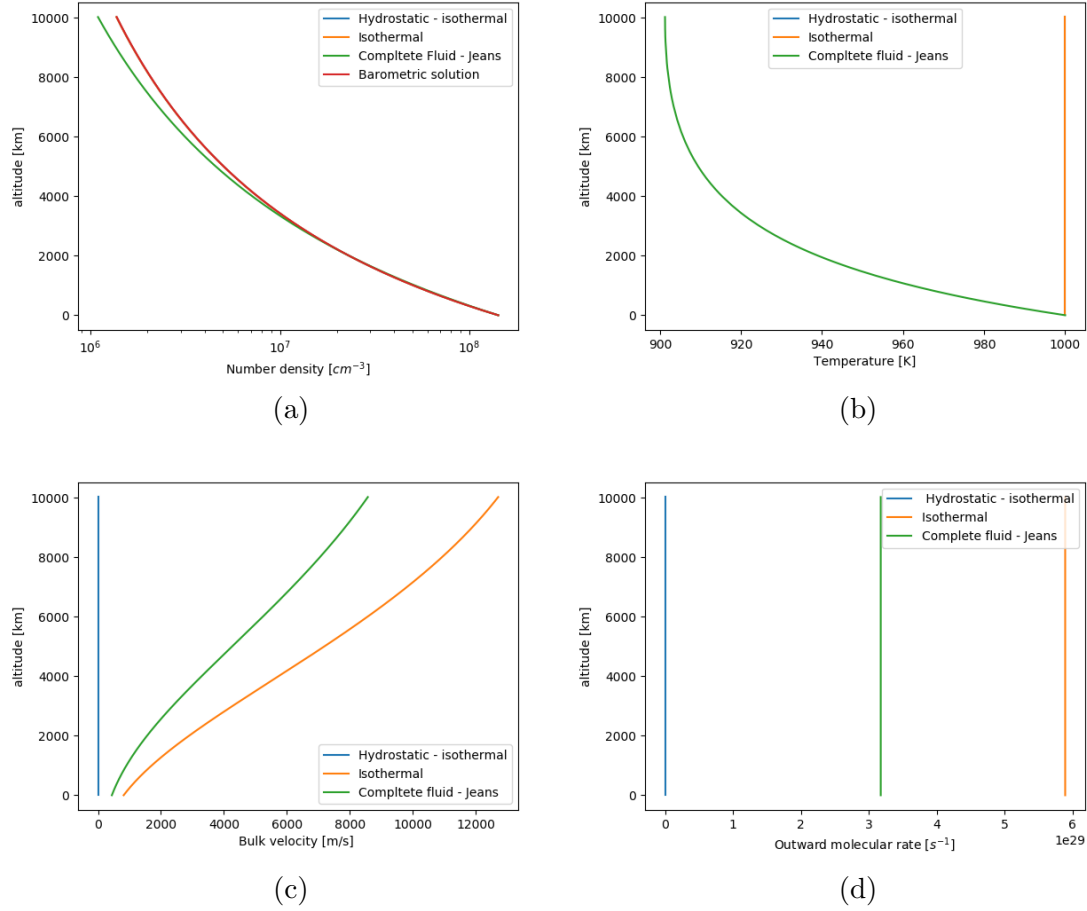 Hydrostatic - isothermal
Isothermal
Compltete Fluid - Jeans
Barometric solution
10000
8000
6000
4000
2000
0
altitude [km]
10^6
10^7
10^8
Number density [cm^-3]
(a)
Hydrostatic - isothermal
Isothermal
Compltete fluid - Jeans
10000
8000
6000
4000
2000
0
altitude [km]
900
920
940
960
980
1000
Temperature [K]
(b)
10000
8000
6000
4000
2000
0
altitude [km]
Hydrostatic - isothermal
Isothermal
Compltete fluid - Jeans
0
2000
4000
6000
8000
10000
12000
Bulk velocity [m/s]
(c)
Hydrostatic - isothermal
Isothermal
Complete fluid - Jeans
10000
8000
6000
4000
2000
0
altitude [km]
0
1
2
3
4
5
6
1e29
Outward molecular rate [s^-1]
(d)